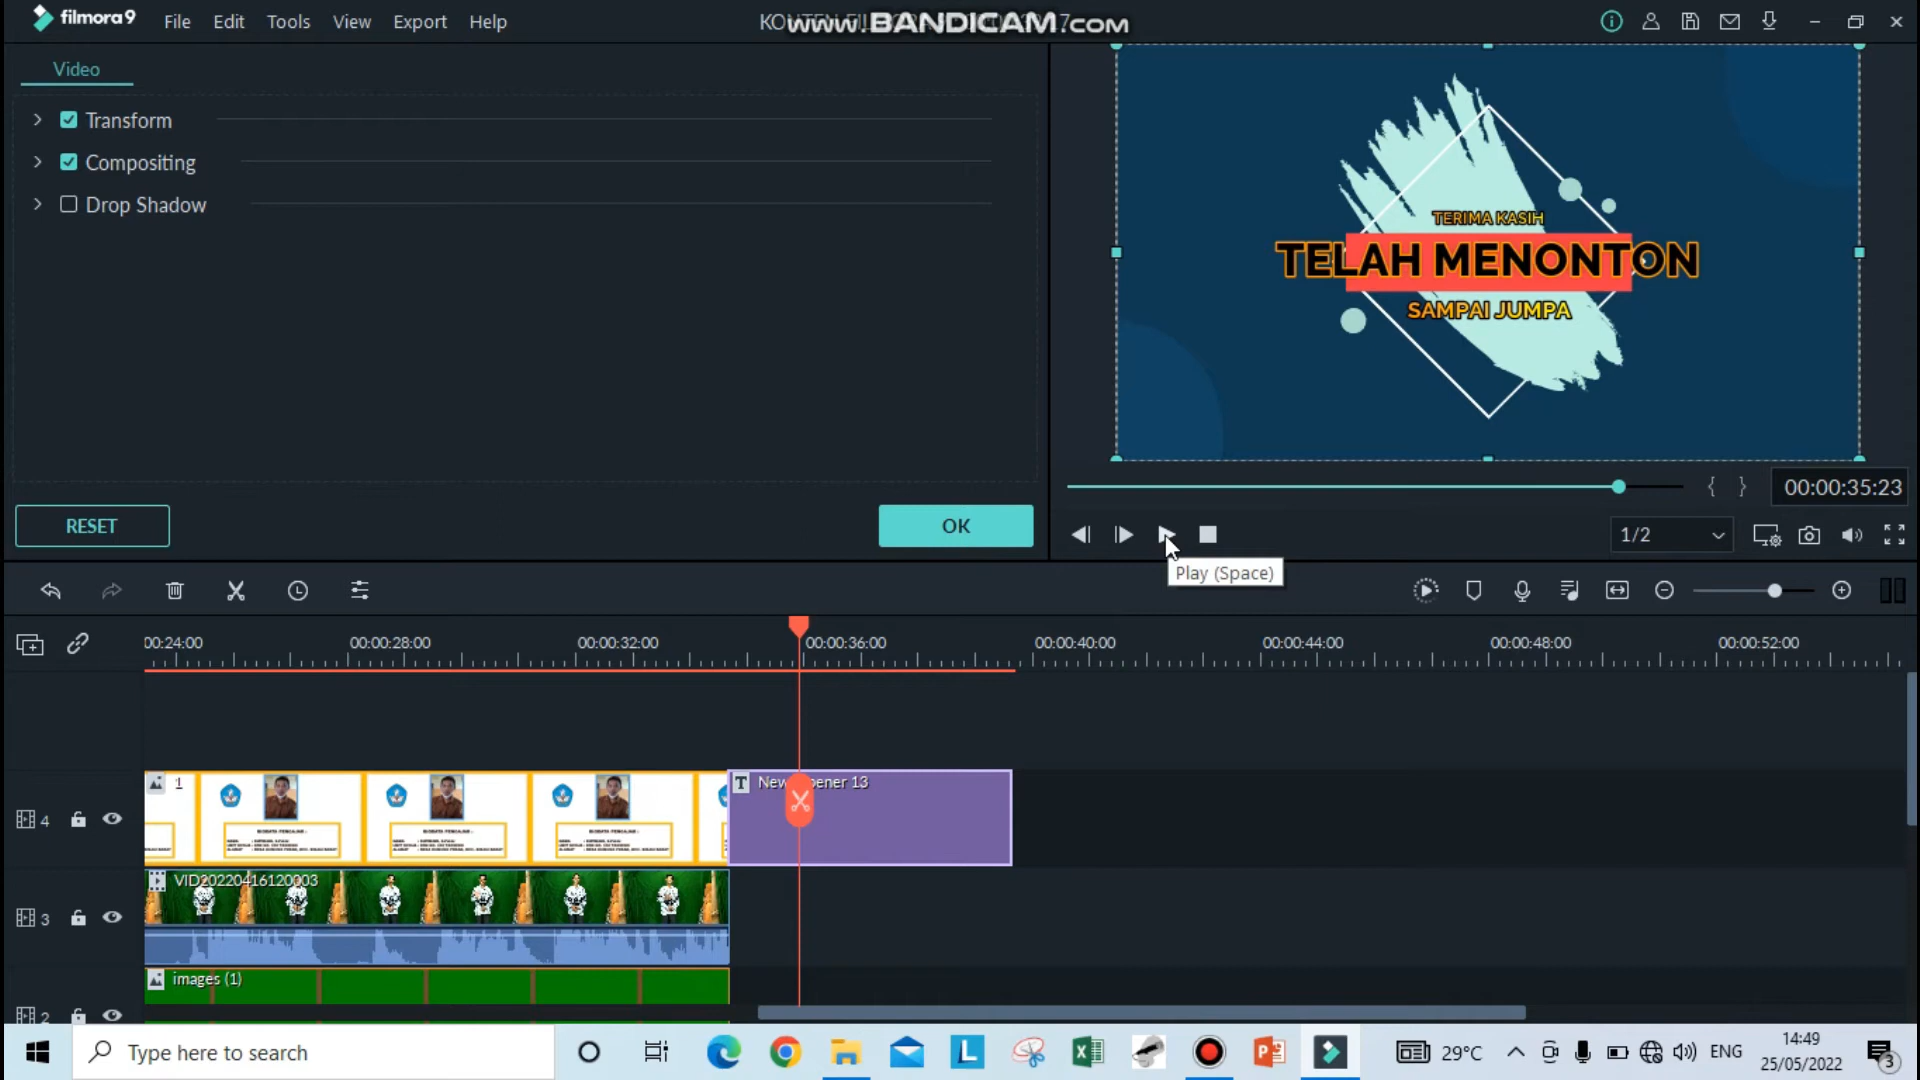 filmora9
File
Edit
Tools
View
Export
Help
www.BANDICAM.com
Video
Transform
Compositing
Drop Shadow
RESET
OK
TERIMA KASIH
TELAH MENONTON
SAMPAI JUMPA
{ }
00:00:35:23
1/2
Play (Space)
00:24:00
00:00:28:00
00:00:32:00
00:00:36:00
00:00:40:00
00:00:44:00
00:00:48:00
00:00:52:00
4
1
T
13
3
VID20220416120003
images (1)
2
Type here to search
L
29°C
ENG
14:49
25/05/2022
3